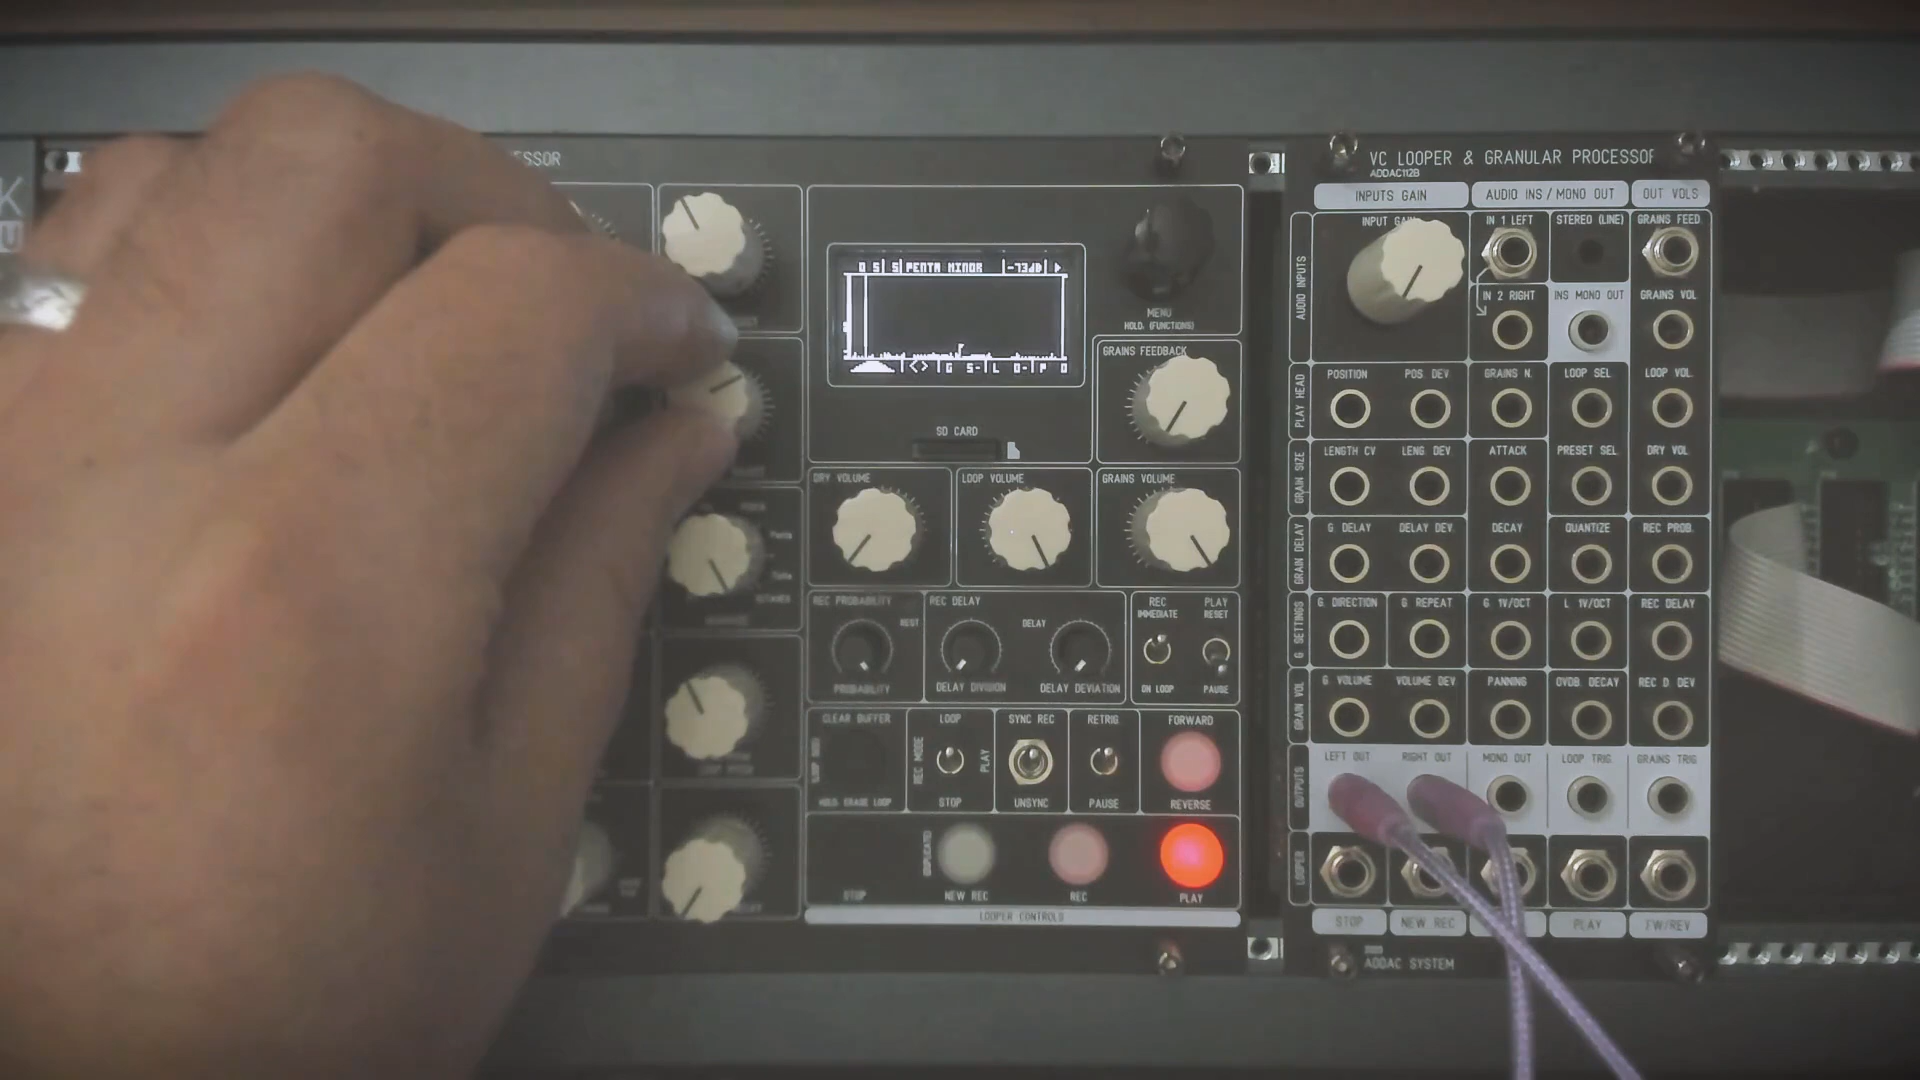 K
U
ESSOR
0 S| S|PENTA MINOR |-73dB|
|<>|G S-|L 0-|P 0
MENU
HOLD. (FUNCTIONS)
GRAINS FEEDBACK
SD CARD
DRY VOLUME
LOOP VOLUME
GRAINS VOLUME
REC PROBABILITY
REC DELAY
DELAY
PROBABILITY
DELAY DIVISION
DELAY DEVIATION
REC IMMEDIATE
ON LOOP
PLAY RESET
PAUSE
CLEAR BUFFER
HOLD: ERASE LOOP
LOOP
REC MODE
PLAY
STOP
SYNC REC
UNSYNC
RETRIG
PAUSE
FORWARD
REVERSE
STOP
NEW REC
REC
PLAY
LOOPER CONTROLS
VC LOOPER & GRANULAR PROCESSOR
ADDAC112B
INPUTS GAIN
AUDIO INS / MONO OUT
OUT VOLS
AUDIO INPUTS
INPUT GA
IN 1 LEFT
STEREO (LINE)
GRAINS FEED
IN 2 RIGHT
INS MONO OUT
GRAINS VOL
PLAY HEAD
POSITION
POS. DEV
GRAINS N.
LOOP SEL
LOOP VOL.
GRAIN SIZE
LENGTH CV
LENG. DEV
ATTACK
PRESET SEL
DRY VOL
GRAIN DELAY
G DELAY
DELAY DEV.
DECAY
QUANTIZE
REC PROB.
G SETTINGS
G. DIRECTION
G. REPEAT
G 1V/OCT
L 1V/OCT
REC DELAY
GRAIN VOL
G VOLUME
VOLUME DEV
PANNING
OVDB. DECAY
REC D. DEV
OUTPUTS
LEFT OUT
RIGHT OUT
MONO OUT
LOOP TRIG
GRAINS TRIG
LOOPER
STOP
NEW REC
PLAY
FW/REV
ADDAC SYSTEM